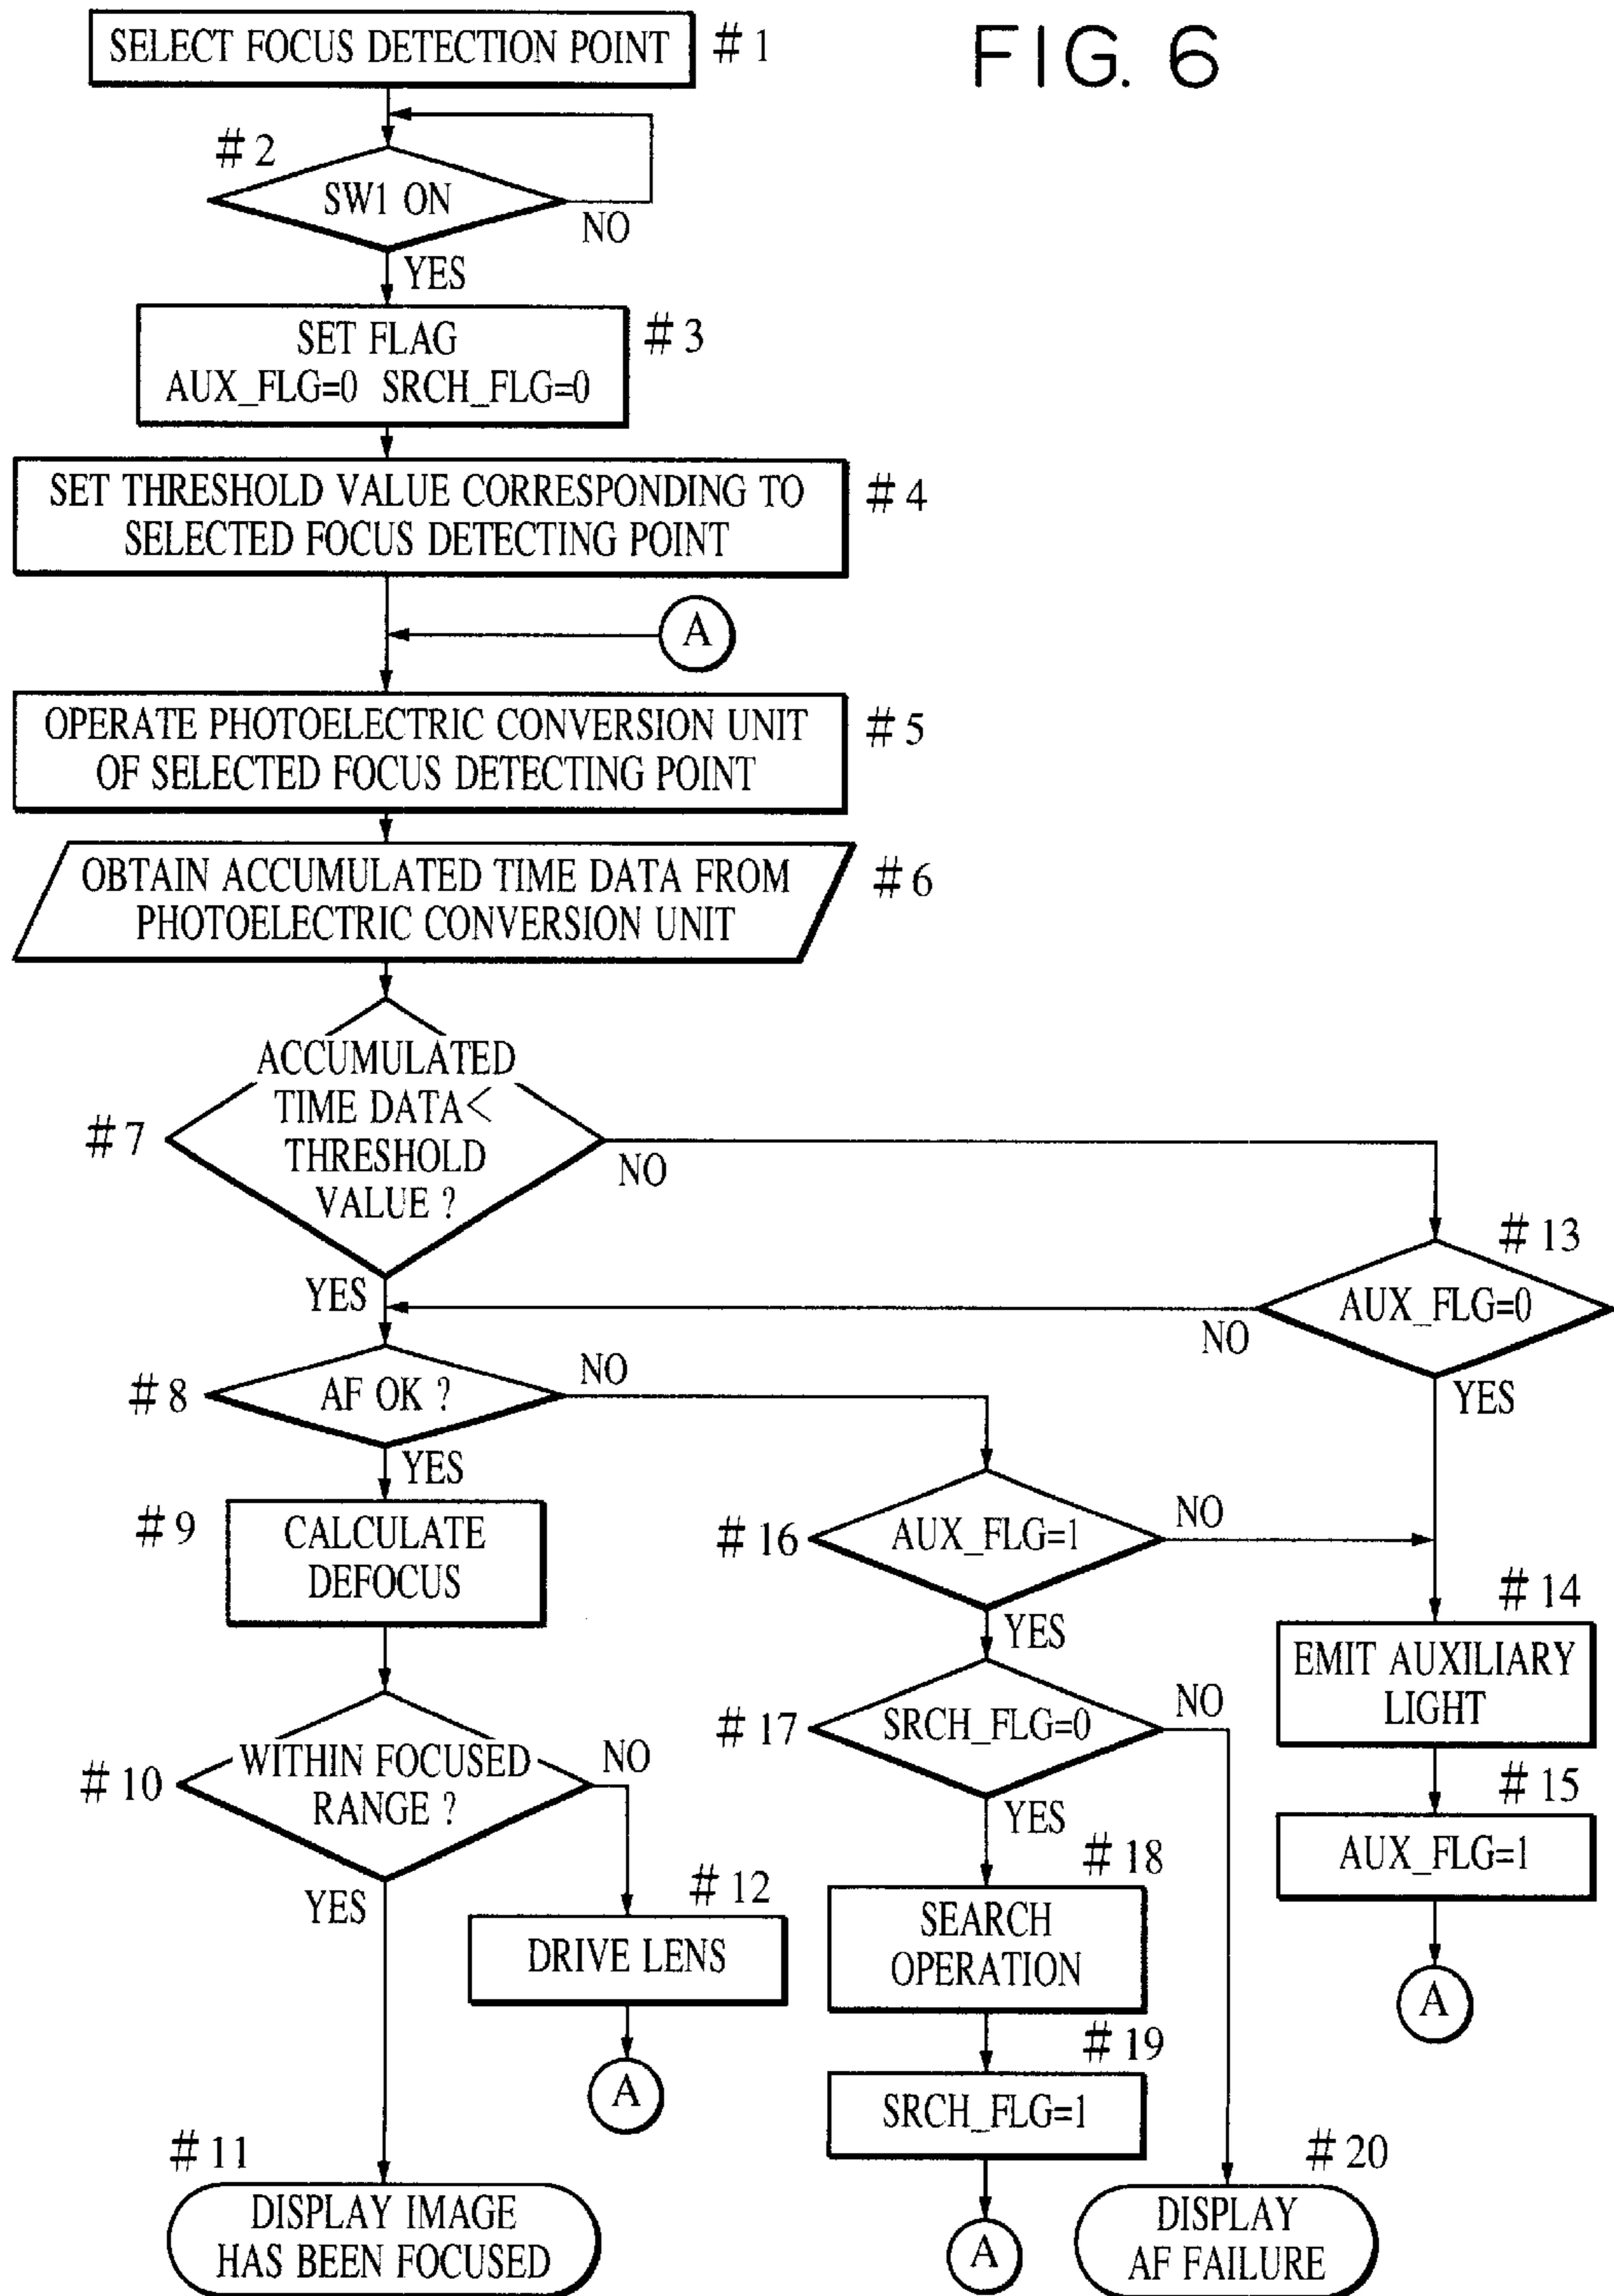 FIG. 6
SELECT FOCUS DETECTION POINT
# 1
# 2
SW1 ON
NO
YES
SET FLAG
AUX_FLG=0 SRCH_FLG=0
# 3
SET THRESHOLD VALUE CORRESPONDING TO
SELECTED FOCUS DETECTING POINT
# 4
A
OPERATE PHOTOELECTRIC CONVERSION UNIT
OF SELECTED FOCUS DETECTING POINT
# 5
OBTAIN ACCUMULATED TIME DATA FROM
PHOTOELECTRIC CONVERSION UNIT
# 6
# 7
ACCUMULATED
TIME DATA<
THRESHOLD
VALUE ?
NO
YES
# 13
AUX_FLG=0
NO
YES
# 8
AF OK ?
NO
YES
# 9
CALCULATE
DEFOCUS
# 16
AUX_FLG=1
NO
YES
# 14
EMIT AUXILIARY
LIGHT
# 10
WITHIN FOCUSED
RANGE ?
NO
YES
# 17
SRCH_FLG=0
NO
YES
# 15
AUX_FLG=1
A
# 12
DRIVE LENS
A
# 18
SEARCH
OPERATION
# 19
SRCH_FLG=1
A
# 11
DISPLAY IMAGE
HAS BEEN FOCUSED
# 20
DISPLAY
AF FAILURE